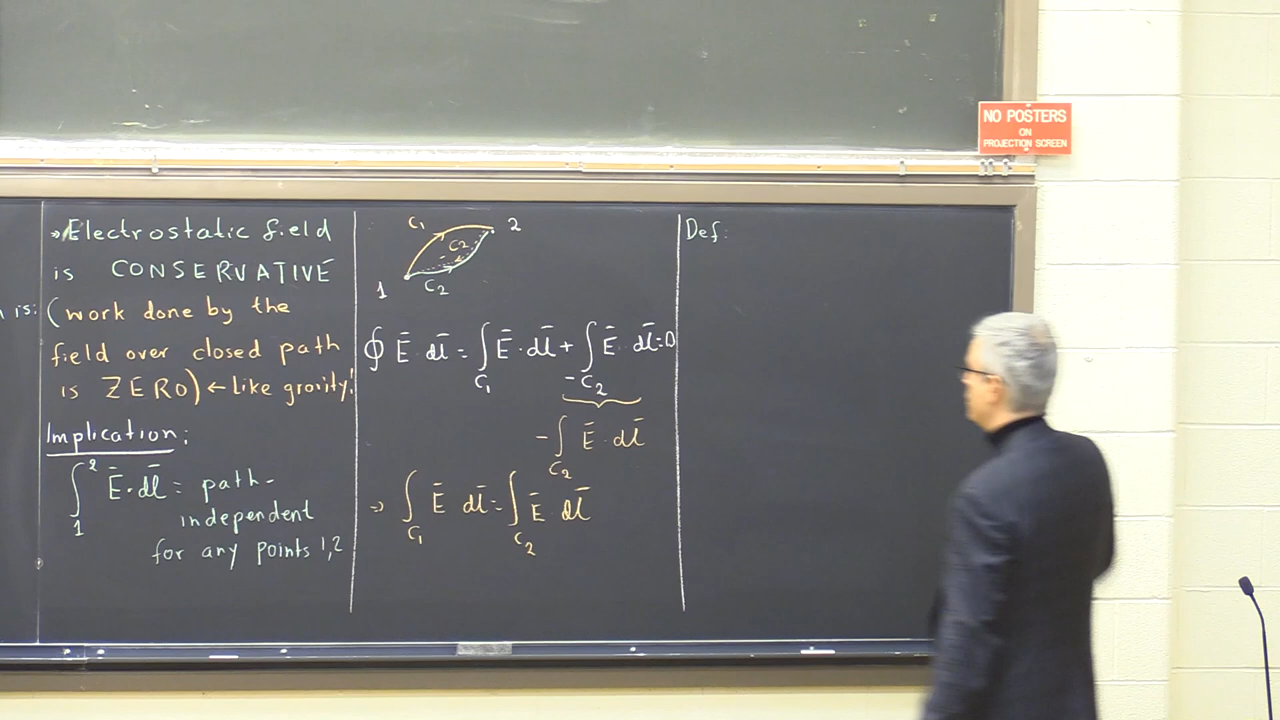 NO POSTERS
ON
PROJECTION SCREEN
is:
Electrostatic field
is CONSERVATIVE
(work done by the
field over closed path
is ZERO) ← Like gravity!
Implication:
∫₁² Ē·dl̄ = path-
independent
for any points 1,2
C₁ 2
C₂
1 C₂
∮ Ē dl̄ = ∫_C₁ Ē·dl̄ + ∫_-C₂ Ē dl̄=0
-∫_C₂ Ē·dl̄
⇒ ∫_C₁ Ē dl̄ = ∫_C₂ Ē dl̄
Def: